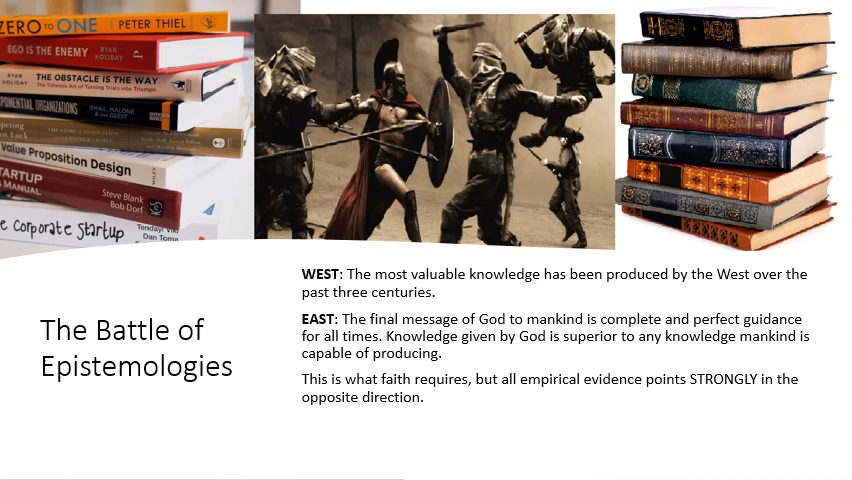 ZERO TO ONE PETER THIEL
EGO IS THE ENEMY RYAN HOLIDAY
RYAN HOLIDAY THE OBSTACLE IS THE WAY
The Timeless Art of Turning Trials into Triumph
PONENTIAL ORGANIZATIONS ISMAIL, MALONE & VAN GEEST
Value Proposition Design
STARTUP
S MANUAL
Steve Blank
Bob Dorf
e Corporate Startup
Tendayi Viki
Dan Toma
The Battle of
Epistemologies
WEST: The most valuable knowledge has been produced by the West over the
past three centuries.
EAST: The final message of God to mankind is complete and perfect guidance
for all times. Knowledge given by God is superior to any knowledge mankind is
capable of producing.
This is what faith requires, but all empirical evidence points STRONGLY in the
opposite direction.